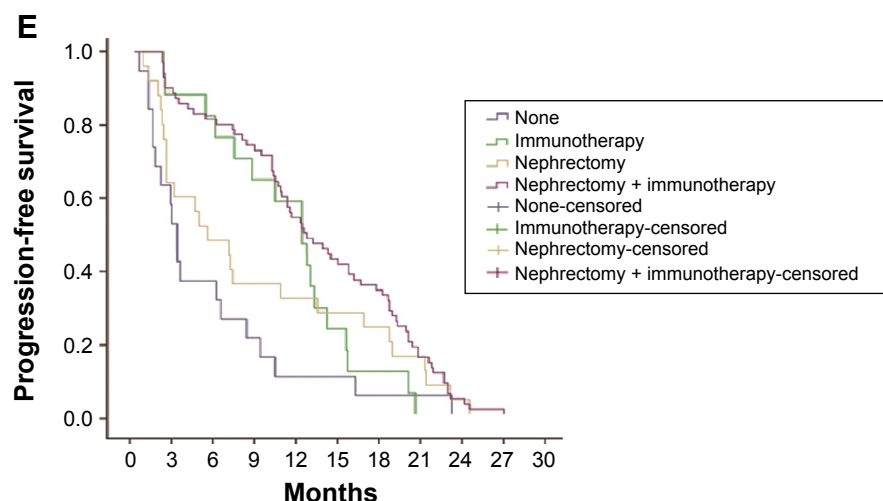 E
Progression-free survival
1.0
0.8
0.6
0.4
0.2
0.0
0 3 6 9 12 15 18 21 24 27 30
Months
None
Immunotherapy
Nephrectomy
Nephrectomy + immunotherapy
None-censored
Immunotherapy-censored
Nephrectomy-censored
Nephrectomy + immunotherapy-censored